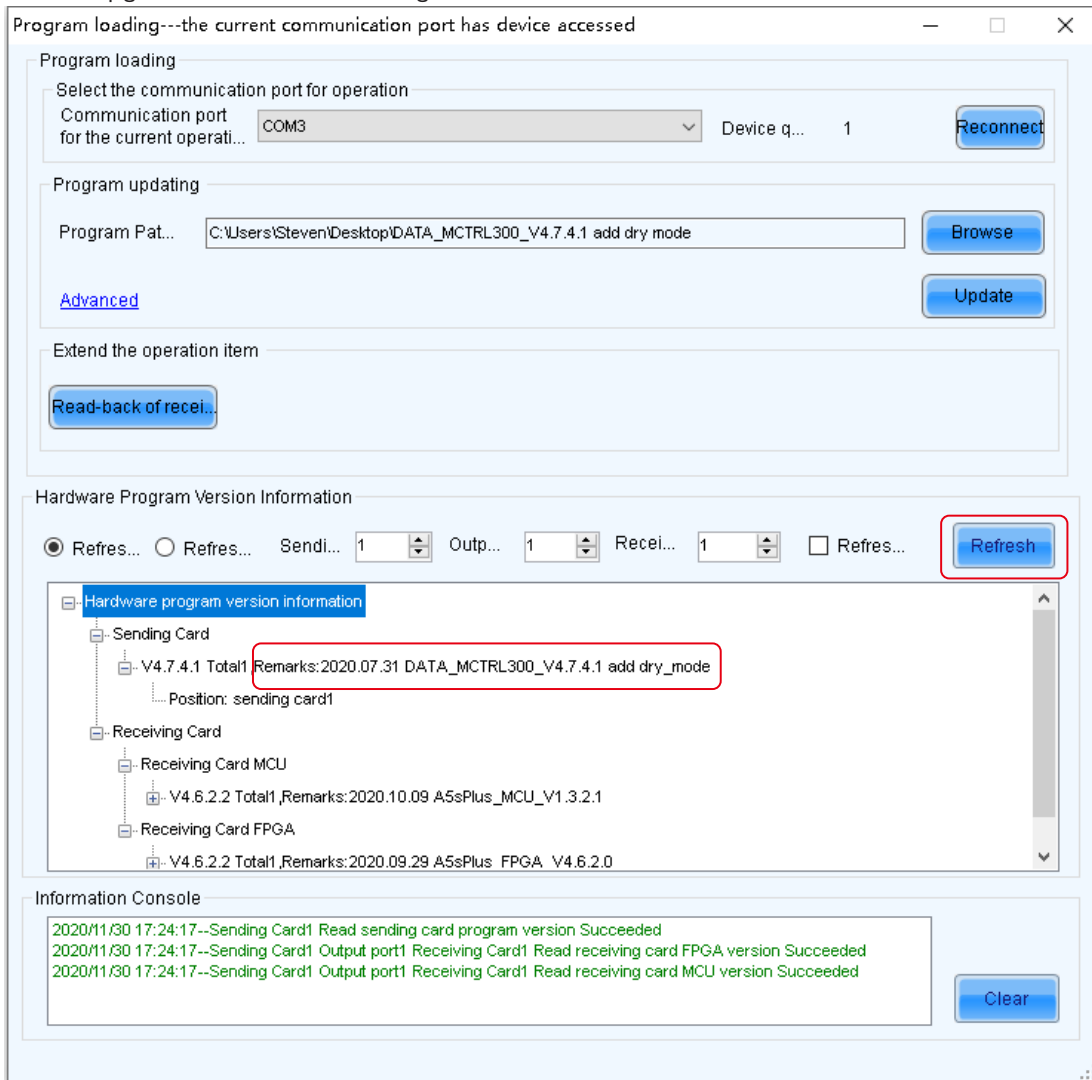 Program loading---the current communication port has device accessed
Program loading
Select the communication port for operation
Communication port
for the current operati...
COM3
Device q...
1
Reconnect
Program updating
Program Pat...
C:\Users\Steven\Desktop\DATA_MCTRL300_V4.7.4.1 add dry mode
Browse
Advanced
Update
Extend the operation item
Read-back of recei...
Hardware Program Version Information
Refres... Refres... Sendi... 1 Outp... 1 Recei... 1 Refres... Refresh
Hardware program version information
Sending Card
V4.7.4.1 Total1 ,Remarks:2020.07.31 DATA_MCTRL300_V4.7.4.1 add dry_mode
Position: sending card1
Receiving Card
Receiving Card MCU
V4.6.2.2 Total1 ,Remarks:2020.10.09 A5sPlus_MCU_V1.3.2.1
Receiving Card FPGA
V4.6.2.2 Total1 ,Remarks:2020.09.29 A5sPlus_FPGA_V4.6.2.0
Information Console
2020/11/30 17:24:17--Sending Card1 Read sending card program version Succeeded
2020/11/30 17:24:17--Sending Card1 Output port1 Receiving Card1 Read receiving card FPGA version Succeeded
2020/11/30 17:24:17--Sending Card1 Output port1 Receiving Card1 Read receiving card MCU version Succeeded
Clear